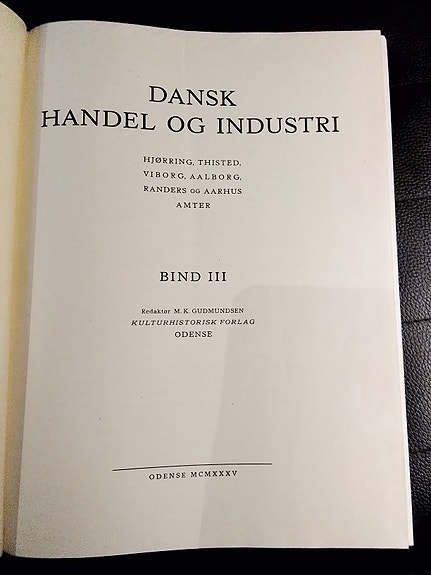 DANSK
HANDEL OG INDUSTRI
HJØRRING, THISTED,
VIBORG, AALBORG,
RANDERS OG AARHUS
AMTER
BIND III
Redaktør M. K. GUDMUNDSEN
KULTURHISTORISK FORLAG
ODENSE
ODENSE MCMXXXV